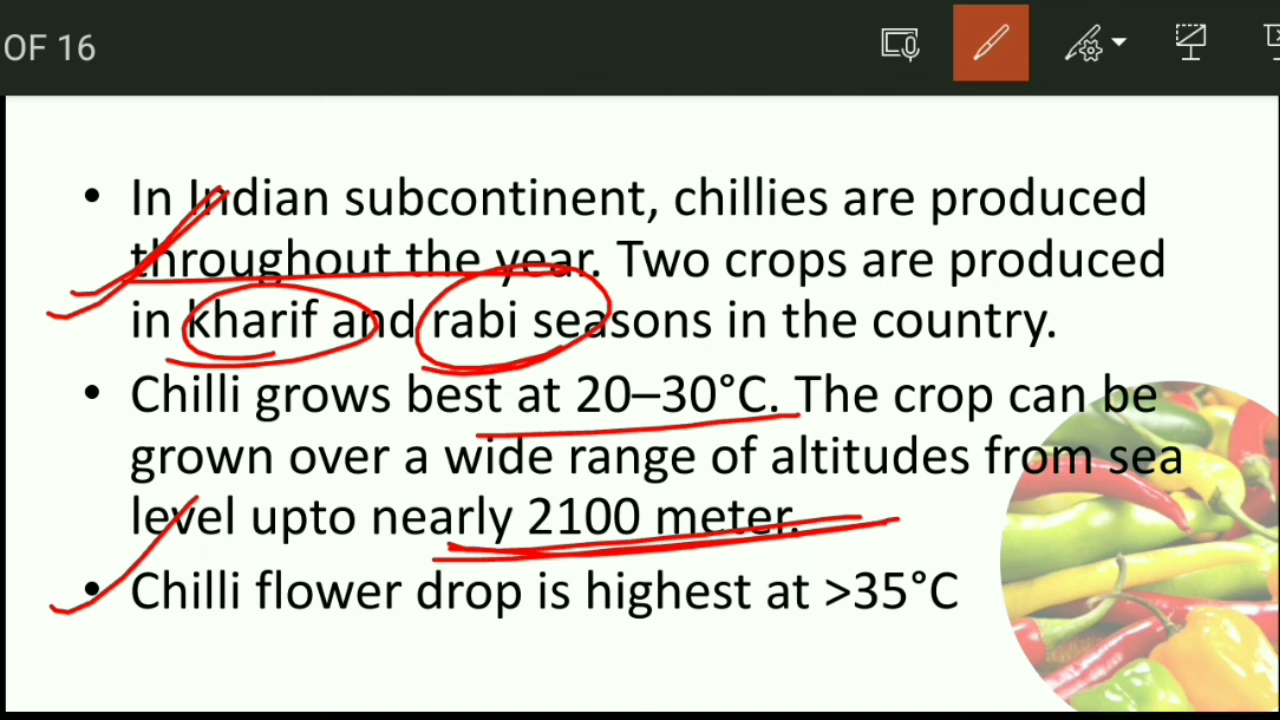 OF 16
• In Indian subcontinent, chillies are produced
throughout the year. Two crops are produced
in kharif and rabi seasons in the country.
• Chilli grows best at 20–30°C. The crop can be
grown over a wide range of altitudes from sea
level upto nearly 2100 meter.
• Chilli flower drop is highest at >35°C